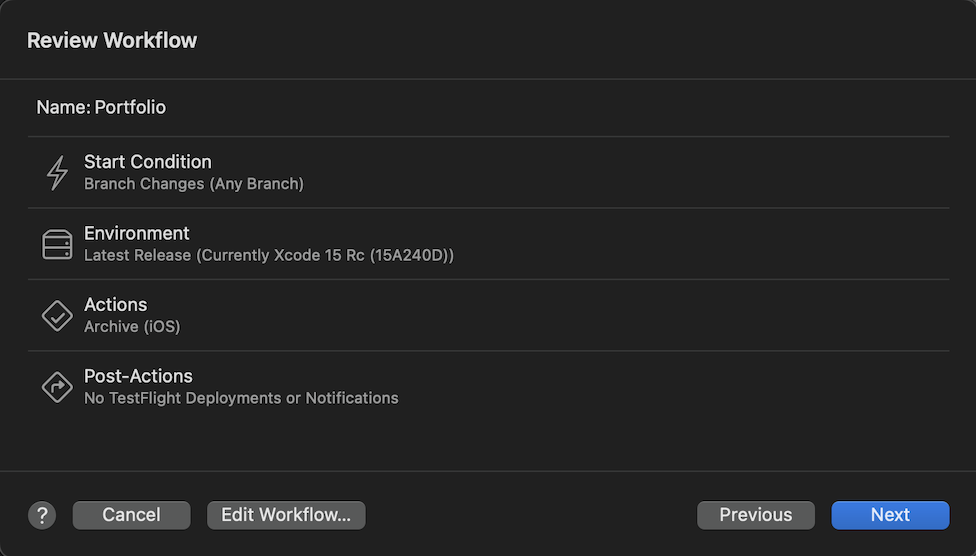 Review Workflow
Name: Portfolio
Start Condition
Branch Changes (Any Branch)
Environment
Latest Release (Currently Xcode 15 Rc (15A240D))
Actions
Archive (iOS)
Post-Actions
No TestFlight Deployments or Notifications
? Cancel Edit Workflow... Previous Next